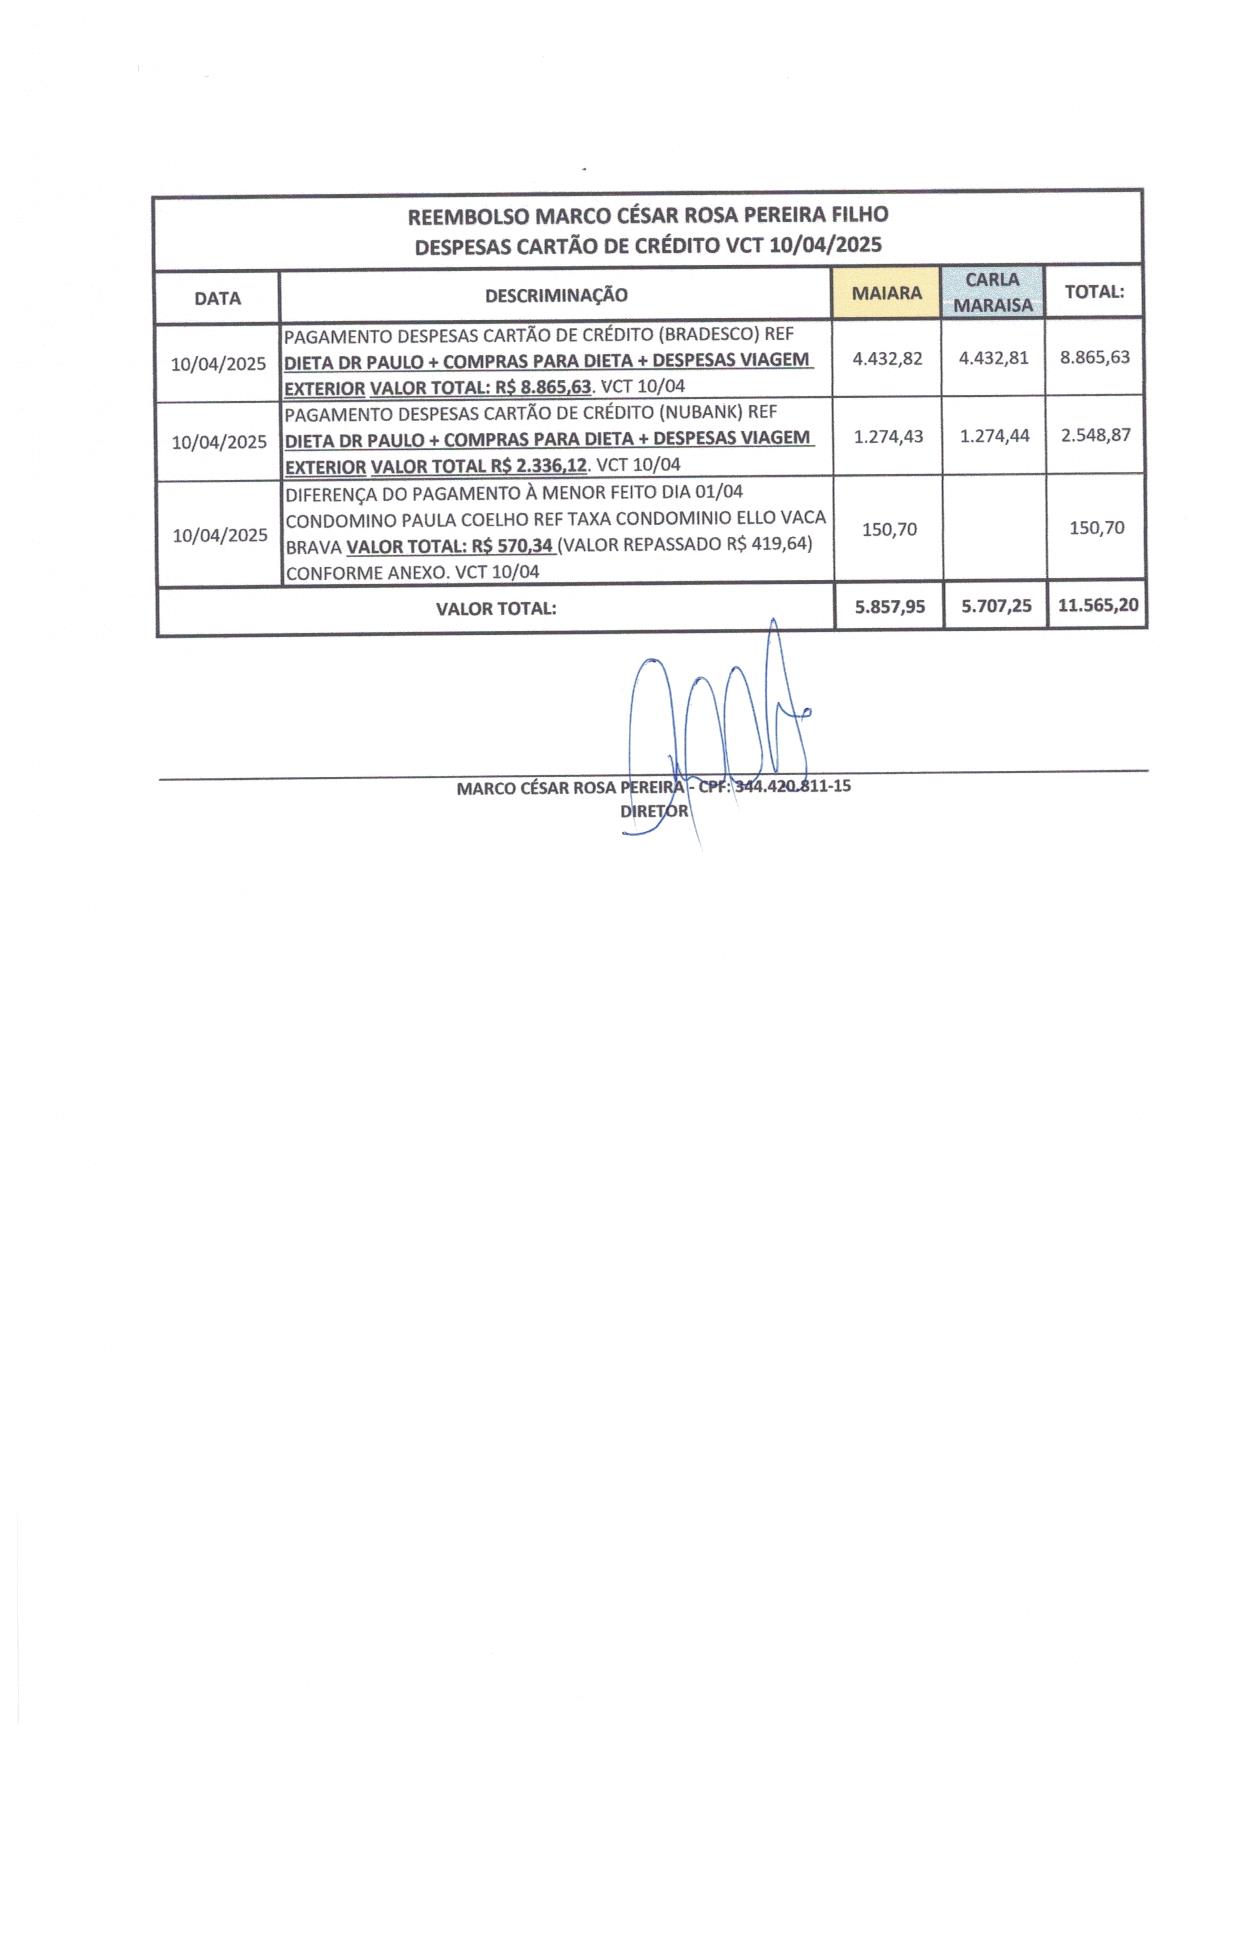 REEMBOLSO MARCO CÉSAR ROSA PEREIRA FILHO
DESPESAS CARTÃO DE CRÉDITO VCT 10/04/2025
DATA DESCRIMINAÇÃO MAIARA CARLA MARAISA TOTAL:
PAGAMENTO DESPESAS CARTÃO DE CRÉDITO (BRADESCO) REF
10/04/2025 DIETA DR PAULO + COMPRAS PARA DIETA + DESPESAS VIAGEM 4.432,82 4.432,81 8.865,63
EXTERIOR VALOR TOTAL: R$ 8.865,63. VCT 10/04
PAGAMENTO DESPESAS CARTÃO DE CRÉDITO (NUBANK) REF
10/04/2025 DIETA DR PAULO + COMPRAS PARA DIETA + DESPESAS VIAGEM 1.274,43 1.274,44 2.548,87
EXTERIOR VALOR TOTAL R$ 2.336,12. VCT 10/04
DIFERENÇA DO PAGAMENTO À MENOR FEITO DIA 01/04
CONDOMINO PAULA COELHO REF TAXA CONDOMINIO ELLO VACA
10/04/2025 BRAVA VALOR TOTAL: R$ 570,34 (VALOR REPASSADO R$ 419,64) 150,70 150,70
CONFORME ANEXO. VCT 10/04
VALOR TOTAL: 5.857,95 5.707,25 11.565,20
MARCO CÉSAR ROSA PEREIRA - CPF: 344.420.811-15
DIRETOR